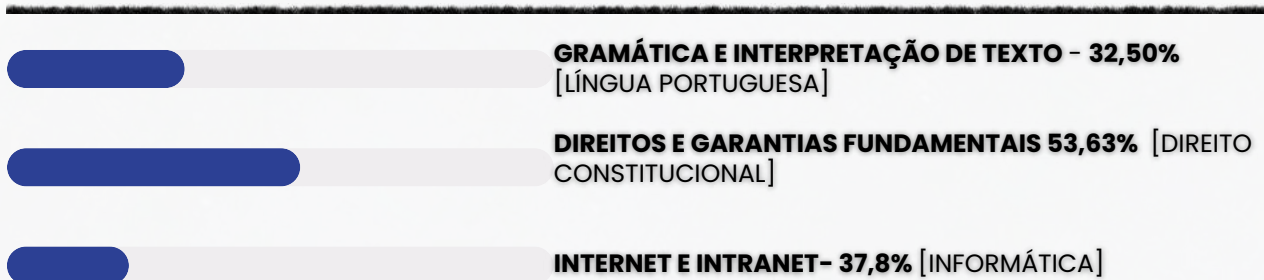 GRAMÁTICA E INTERPRETAÇÃO DE TEXTO - 32,50%
[LÍNGUA PORTUGUESA]
DIREITOS E GARANTIAS FUNDAMENTAIS 53,63% [DIREITO
CONSTITUCIONAL]
INTERNET E INTRANET- 37,8% [INFORMÁTICA]